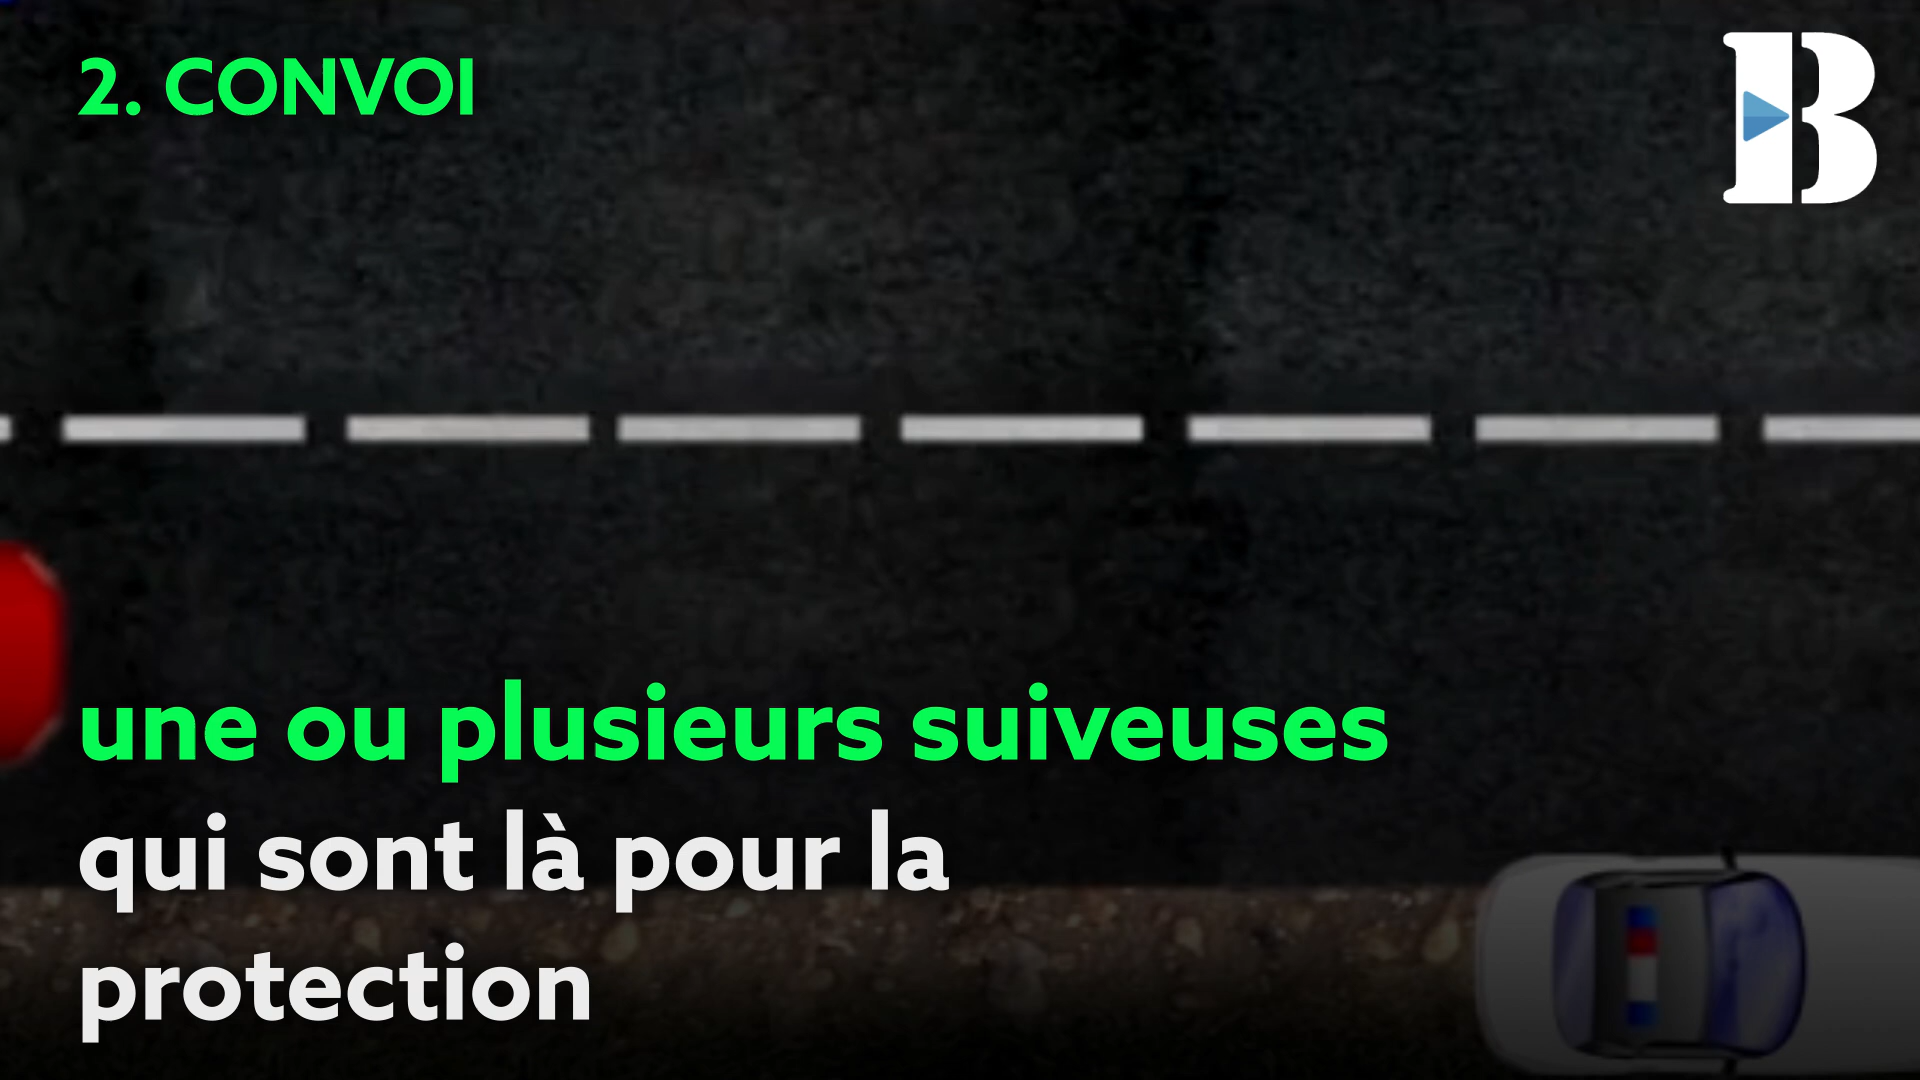 2. CONVOI
B
une ou plusieurs suiveuses
qui sont là pour la
protection